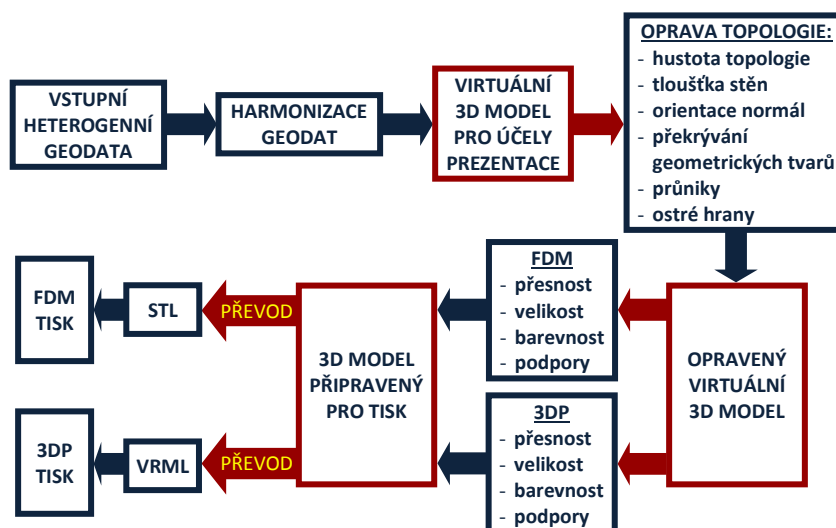 VSTUPNÍ
HETEROGENNÍ
GEODATA
HARMONIZACE
GEODAT
VIRTUÁLNÍ
3D MODEL
PRO ÚČELY
PREZENTACE
OPRAVA TOPOLOGIE:
- hustota topologie
- tloušťka stěn
- orientace normál
- překrývání
geometrických tvarů
- průniky
- ostré hrany
OPRAVENÝ
VIRTUÁLNÍ
3D MODEL
FDM
- přesnost
- velikost
- barevnost
- podpory
3DP
- přesnost
- velikost
- barevnost
- podpory
3D MODEL
PŘIPRAVENÝ
PRO TISK
PŘEVOD
STL
FDM
TISK
PŘEVOD
VRML
3DP
TISK